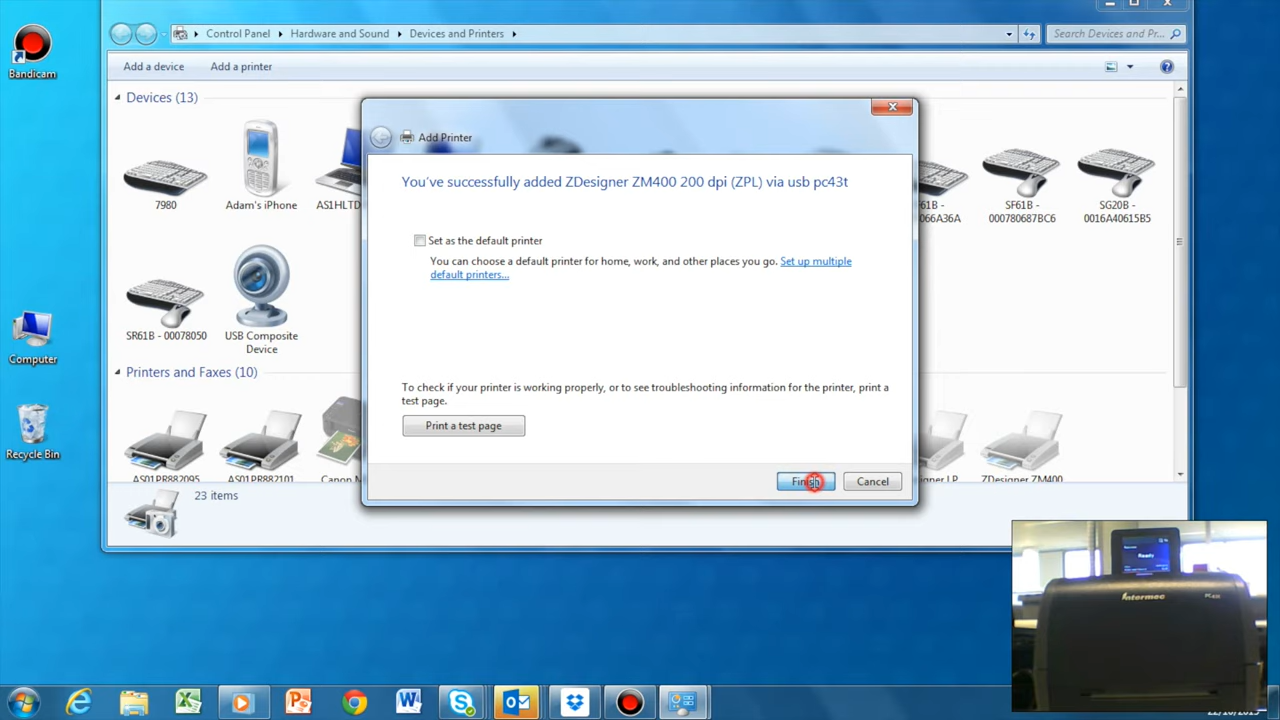 Bandicam
Control Panel
Hardware and Sound
Devices and Printers
Search Devices and Pr...
Add a device
Add a printer
Devices (13)
7980
Adam's iPhone
AS1HLTD
SF61B -
000780687BC6
SG20B -
0016A40615B5
SR61B - 00078050
USB Composite
Device
Printers and Faxes (10)
AS01PR882095
AS01PR882101
Canon
ZDesigner ZM400
23 items
Add Printer
You've successfully added ZDesigner ZM400 200 dpi (ZPL) via usb pc43t
Set as the default printer
You can choose a default printer for home, work, and other places you go. Set up multiple
default printers...
To check if your printer is working properly, or to see troubleshooting information for the printer, print a
test page.
Print a test page
Finish
Cancel
Computer
Recycle Bin
Ready
Intermec